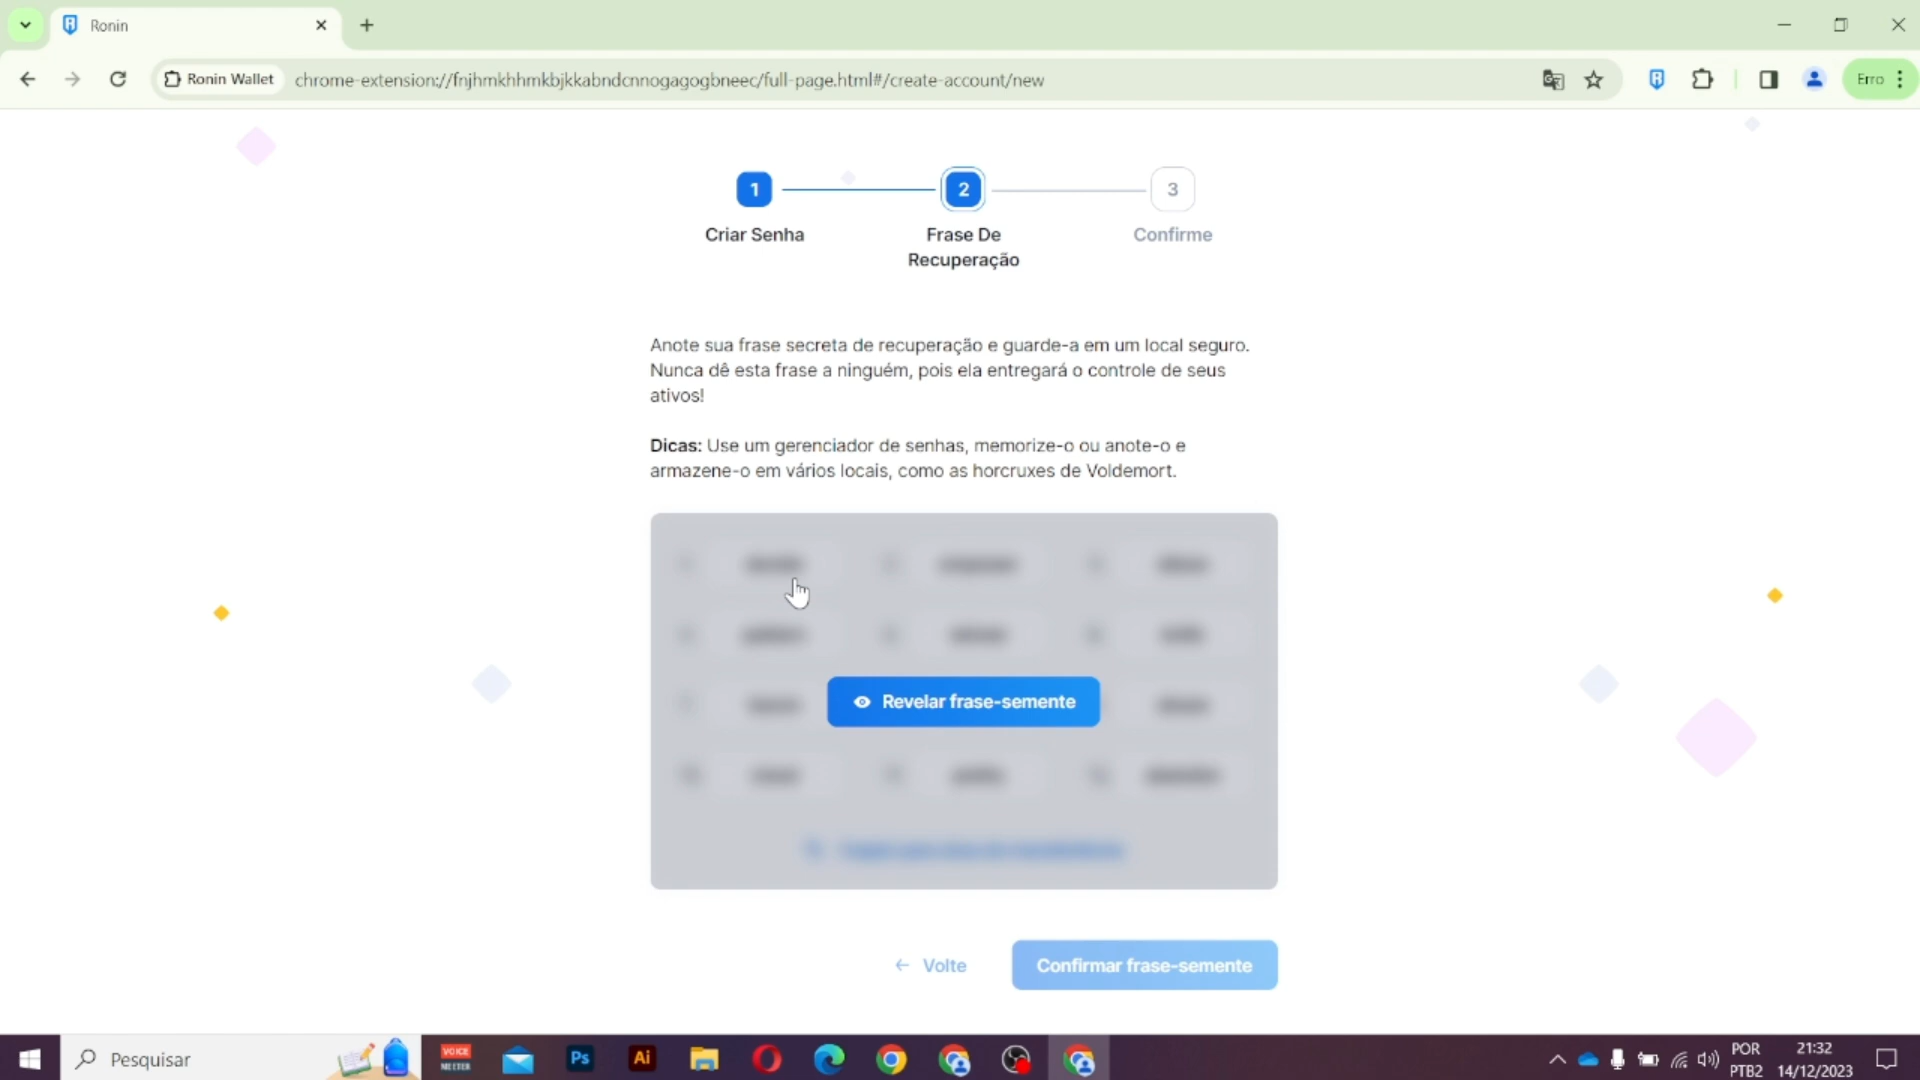 Ronin
Ronin Wallet
chrome-extension://fnjhmkhhmkbjkkabndcnnogagogbneec/full-page.html#/create-account/new
Erro
1
2
3
Criar Senha
Frase De
Recuperação
Confirme
Anote sua frase secreta de recuperação e guarde-a em um local seguro.
Nunca dê esta frase a ninguém, pois ela entregará o controle de seus
ativos!
Dicas: Use um gerenciador de senhas, memorize-o ou anote-o e
armazene-o em vários locais, como as horcruxes de Voldemort.
Revelar frase-semente
Volte
Confirmar frase-semente
Pesquisar
VOICE
MEETER
Ps
Ai
POR
PTB2
21:32
14/12/2023